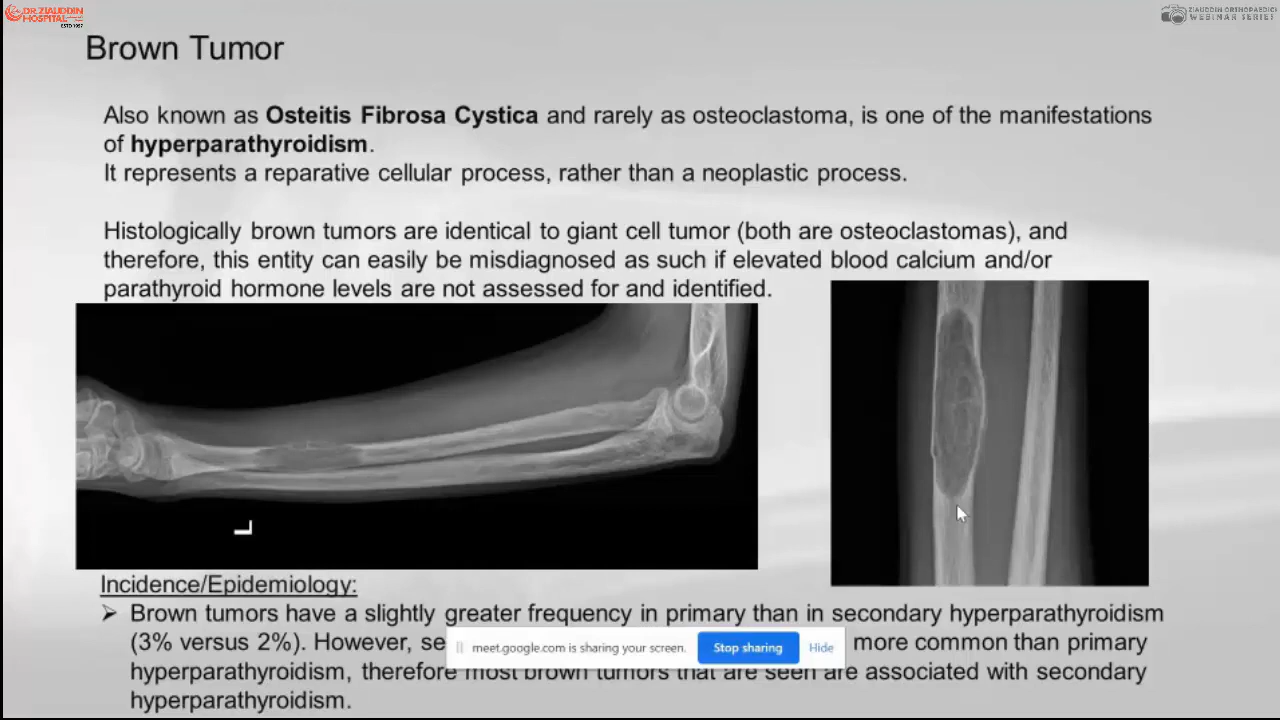 DR.ZIAUDDIN
HOSPITAL
ESTD 1957
ZIAUDDIN ORTHOPAEDIC
WEBINAR SERIES
Brown Tumor
Also known as Osteitis Fibrosa Cystica and rarely as osteoclastoma, is one of the manifestations
of hyperparathyroidism.
It represents a reparative cellular process, rather than a neoplastic process.
Histologically brown tumors are identical to giant cell tumor (both are osteoclastomas), and
therefore, this entity can easily be misdiagnosed as such if elevated blood calcium and/or
parathyroid hormone levels are not assessed for and identified.
Incidence/Epidemiology:
➢ Brown tumors have a slightly greater frequency in primary than in secondary hyperparathyroidism
(3% versus 2%). However, se more common than primary
meet.google.com is sharing your screen. Stop sharing Hide
hyperparathyroidism, therefore most brown tumors that are seen are associated with secondary
hyperparathyroidism.